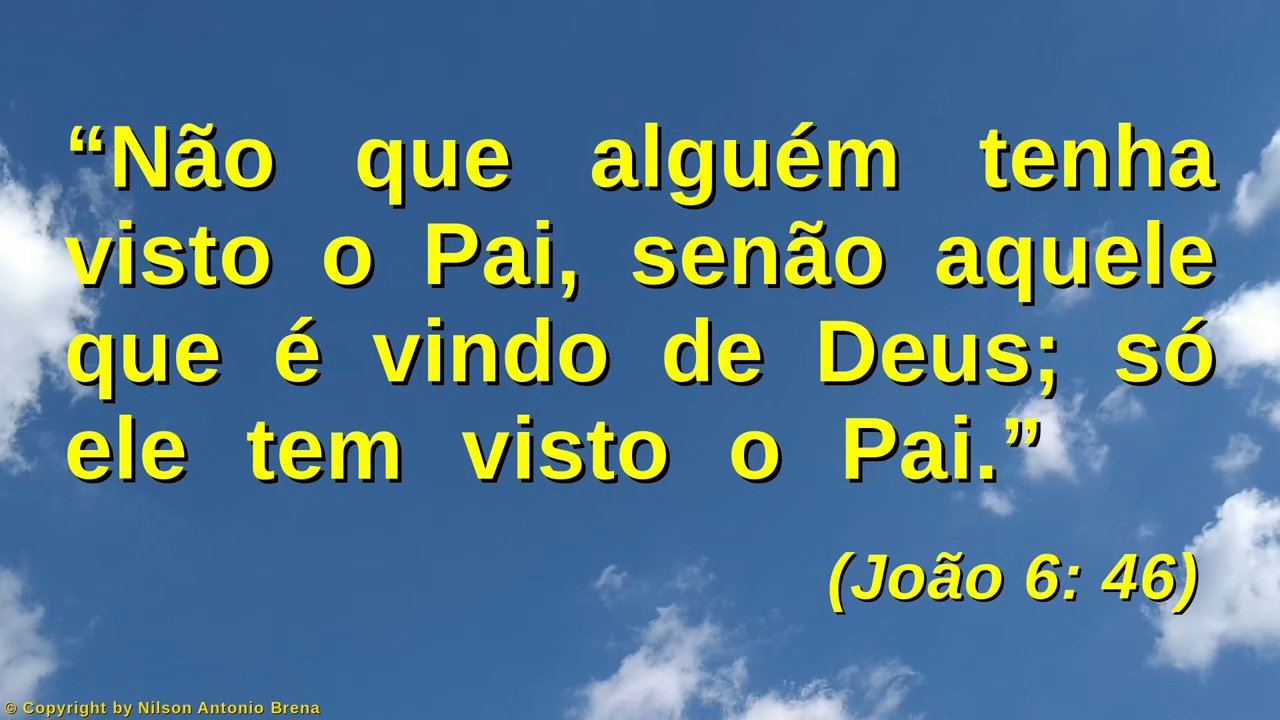 “Não que alguém tenha
visto o Pai, senão aquele
que é vindo de Deus; só
ele tem visto o Pai.”
(João 6: 46)
© Copyright by Nilson Antonio Brena